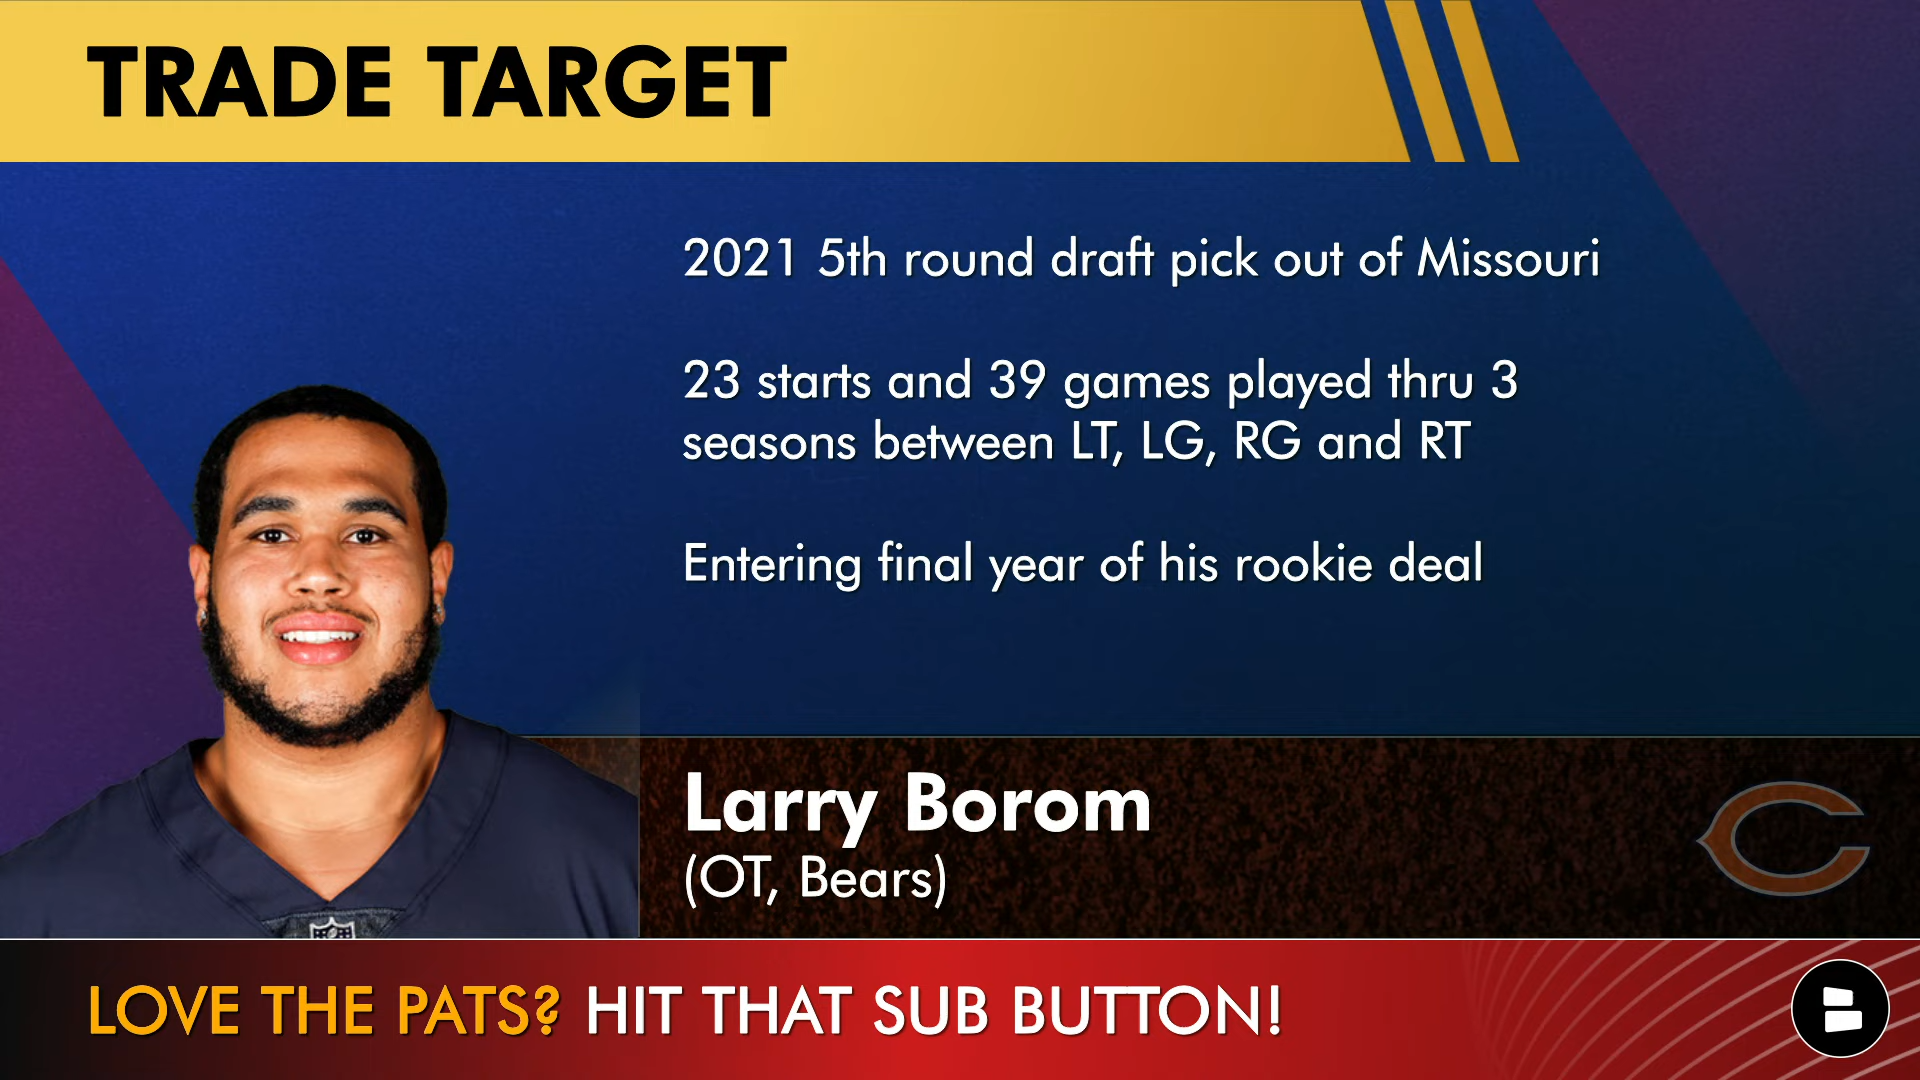 TRADE TARGET
2021 5th round draft pick out of Missouri
23 starts and 39 games played thru 3
seasons between LT, LG, RG and RT
Entering final year of his rookie deal
Larry Borom
(OT, Bears)
LOVE THE PATS? HIT THAT SUB BUTTON!